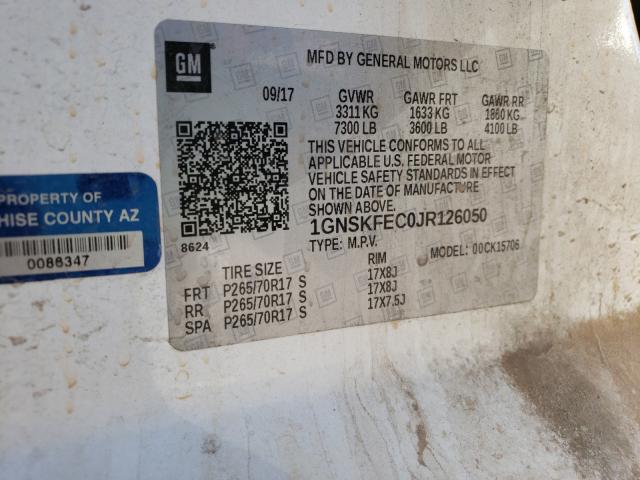 GM
MFD BY GENERAL MOTORS LLC
09/17 GVWR GAWR FRT GAWR RR
3311 KG 1633 KG 1860 KG
7300 LB 3600 LB 4100 LB
THIS VEHICLE CONFORMS TO ALL
APPLICABLE U.S. FEDERAL MOTOR
VEHICLE SAFETY STANDARDS IN EFFECT
ON THE DATE OF MANUFACTURE
SHOWN ABOVE.
1GNSKFEC0JR126050
8624 TYPE: M.P.V. MODEL: 00CK15706
TIRE SIZE RIM
FRT P265/70R17 S 17X8J
RR P265/70R17 S 17X8J
SPA P265/70R17 S 17X7.5J
PROPERTY OF
HISE COUNTY AZ
0086347